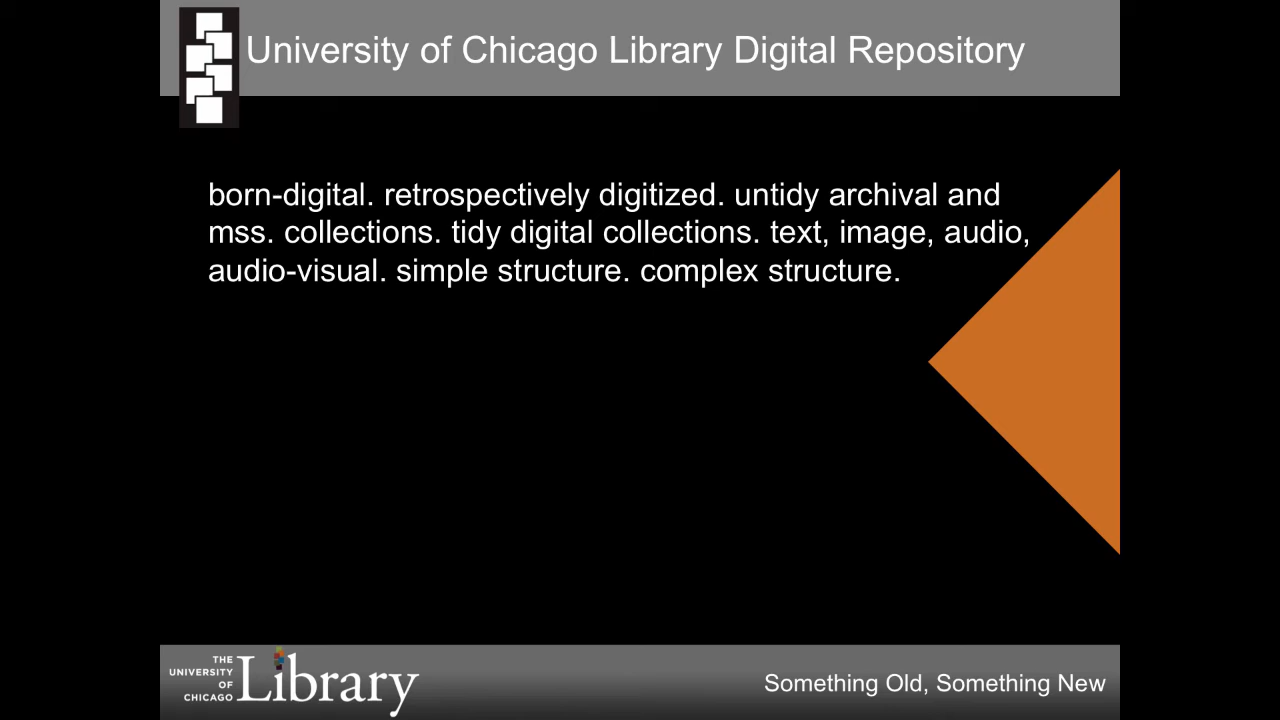 University of Chicago Library Digital Repository
born-digital. retrospectively digitized. untidy archival and
mss. collections. tidy digital collections. text, image, audio,
audio-visual. simple structure. complex structure.
THE
UNIVERSITY
OF
CHICAGO
Library
Something Old, Something New